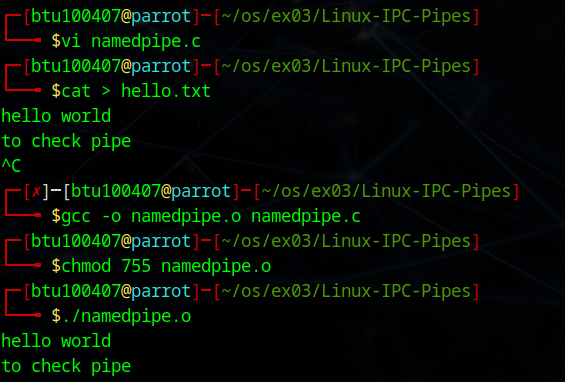 ┌─[btu100407@parrot]─[~/os/ex03/Linux-IPC-Pipes]
└──╼ $vi namedpipe.c
┌─[btu100407@parrot]─[~/os/ex03/Linux-IPC-Pipes]
└──╼ $cat > hello.txt
hello world
to check pipe
^C
┌─[✗]─[btu100407@parrot]─[~/os/ex03/Linux-IPC-Pipes]
└──╼ $gcc -o namedpipe.o namedpipe.c
┌─[btu100407@parrot]─[~/os/ex03/Linux-IPC-Pipes]
└──╼ $chmod 755 namedpipe.o
┌─[btu100407@parrot]─[~/os/ex03/Linux-IPC-Pipes]
└──╼ $./namedpipe.o
hello world
to check pipe